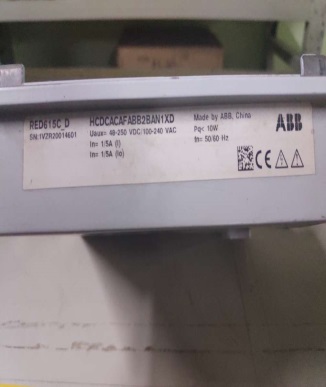 RED615C_D HCDCACAFABB2BAN1XD Made by ABB, China
S/N:1VZR20014601 Uaux= 48-250 VDC/100-240 VAC Pq< 10W
In= 1/5A (I) fn= 50/60 Hz
In= 1/5A (Io)
ABB
CE